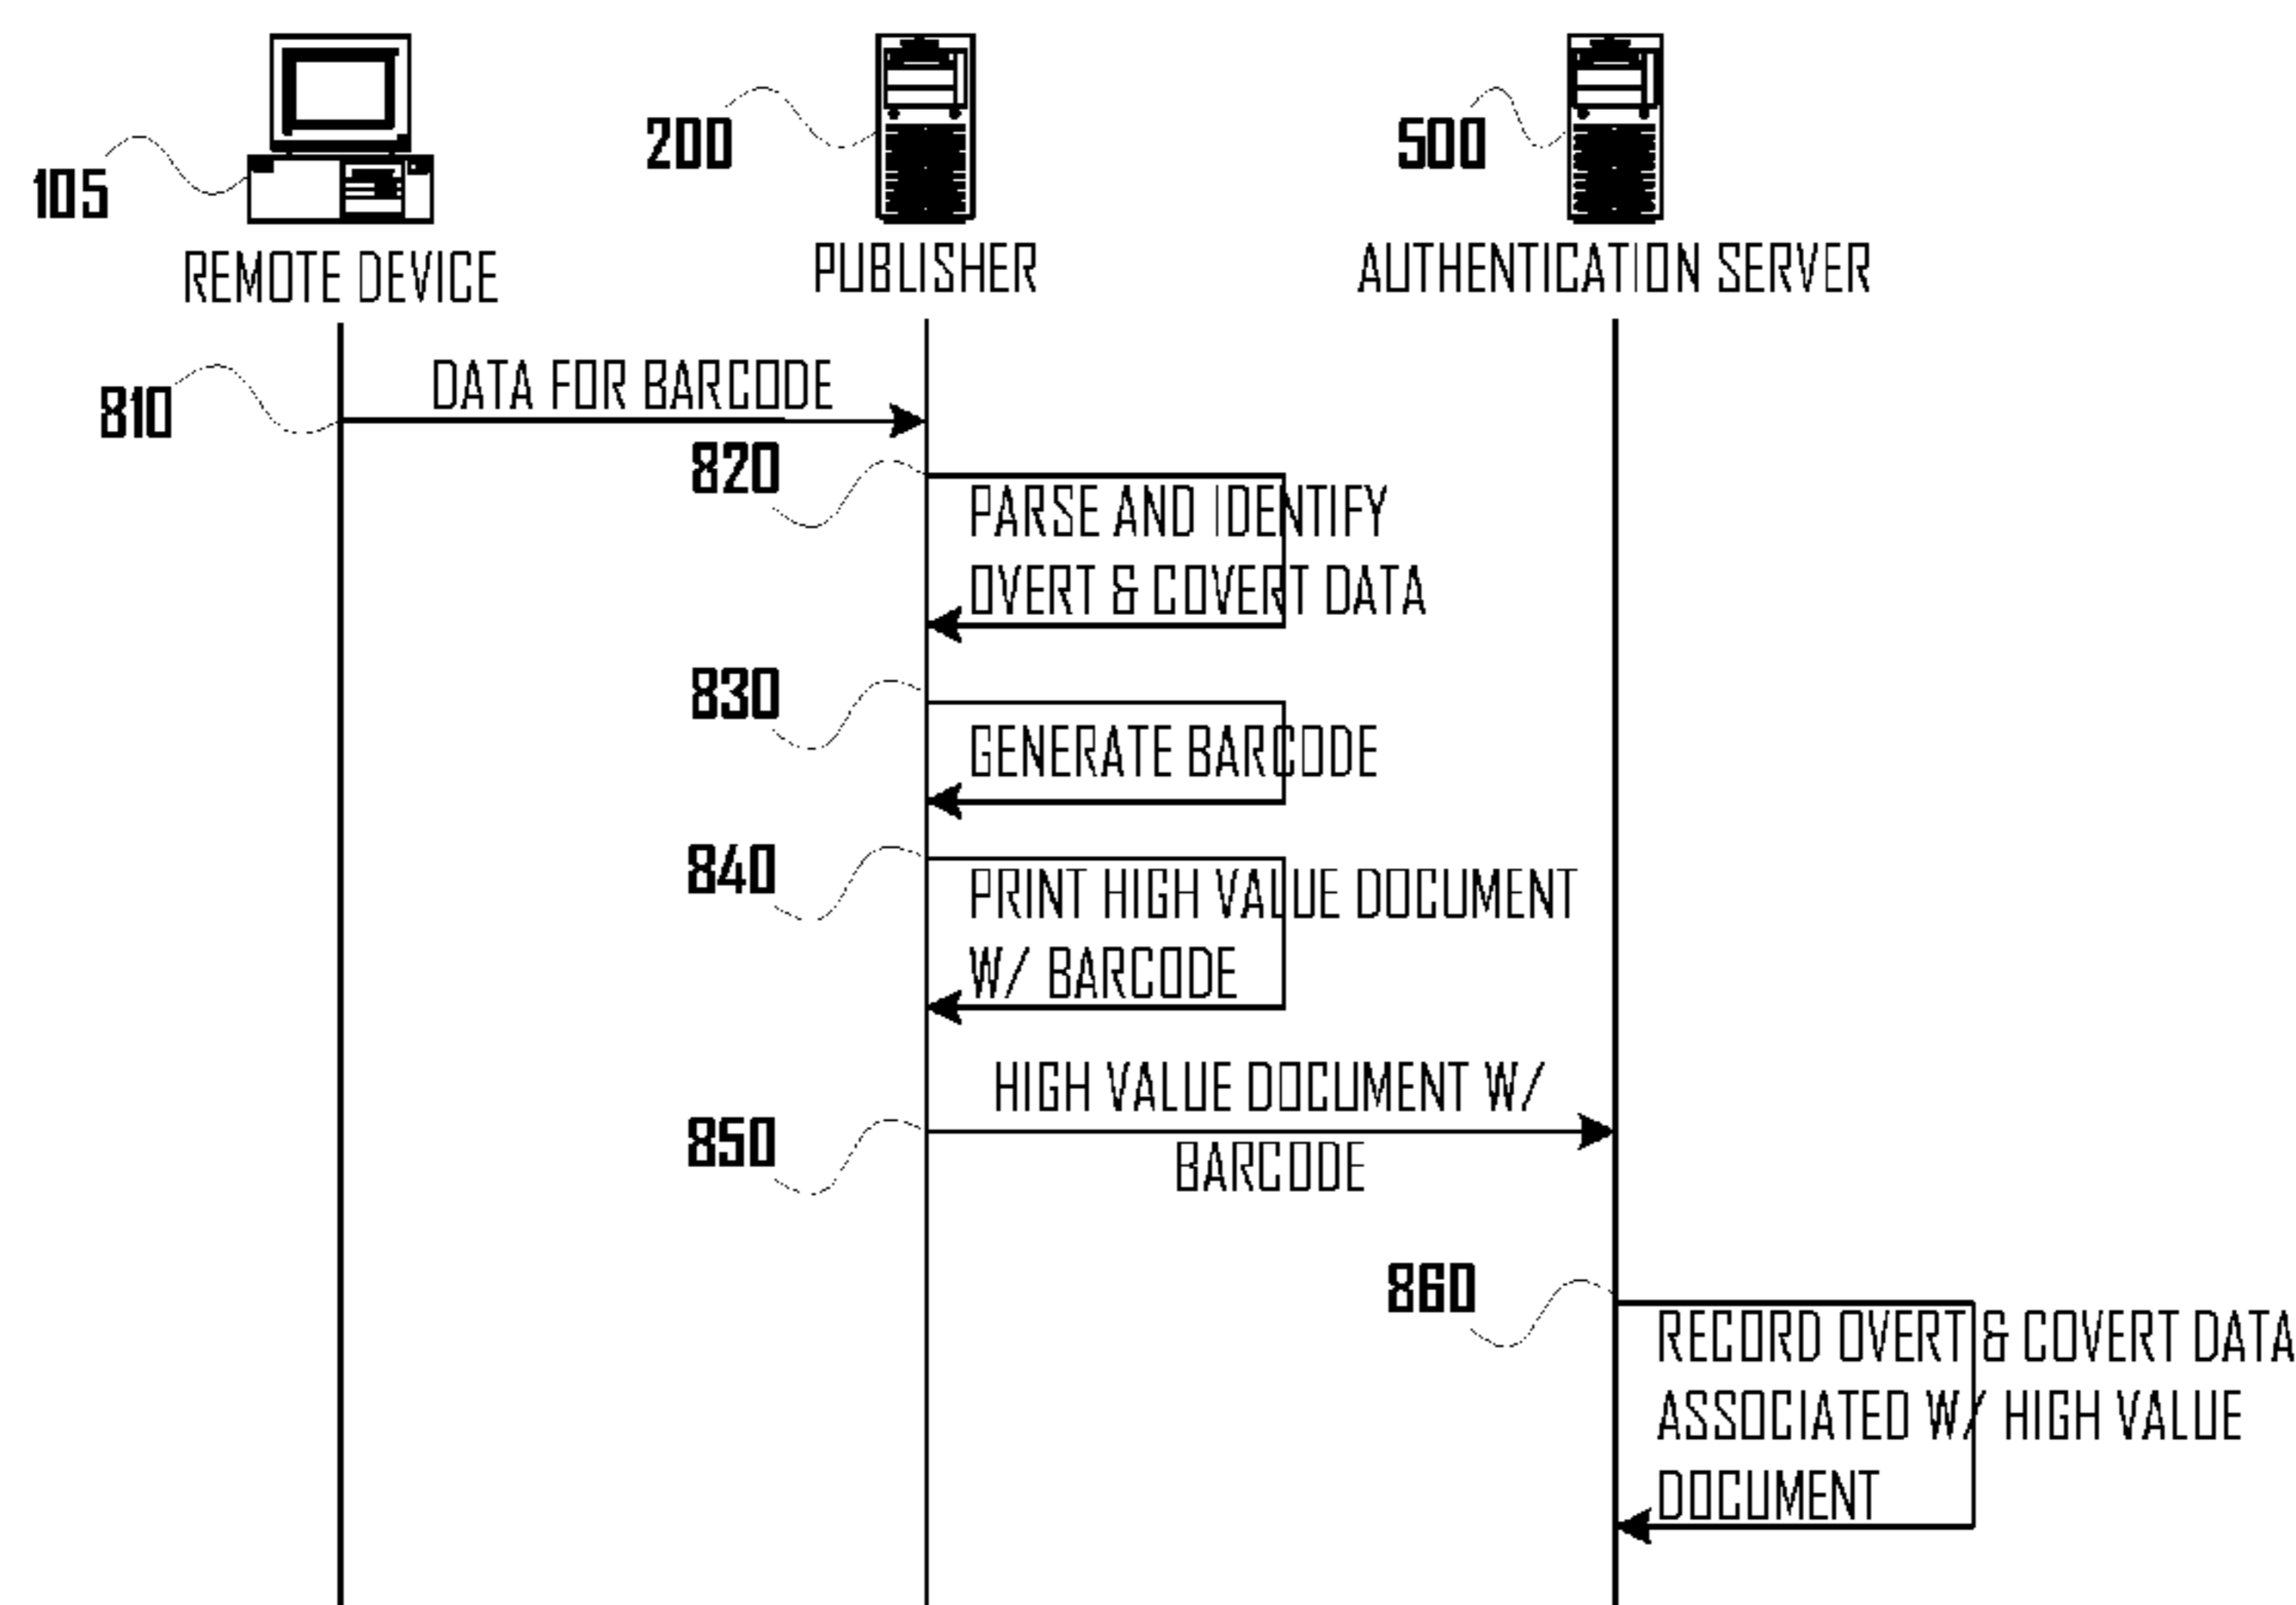 105
200
500
REMOTE DEVICE
PUBLISHER
AUTHENTICATION SERVER
810
DATA FOR BARCODE
820
PARSE AND IDENTIFY
OVERT & COVERT DATA
830
GENERATE BARCODE
840
PRINT HIGH VALUE DOCUMENT
W/ BARCODE
850
HIGH VALUE DOCUMENT W/
BARCODE
860
RECORD OVERT & COVERT DATA
ASSOCIATED W/ HIGH VALUE
DOCUMENT